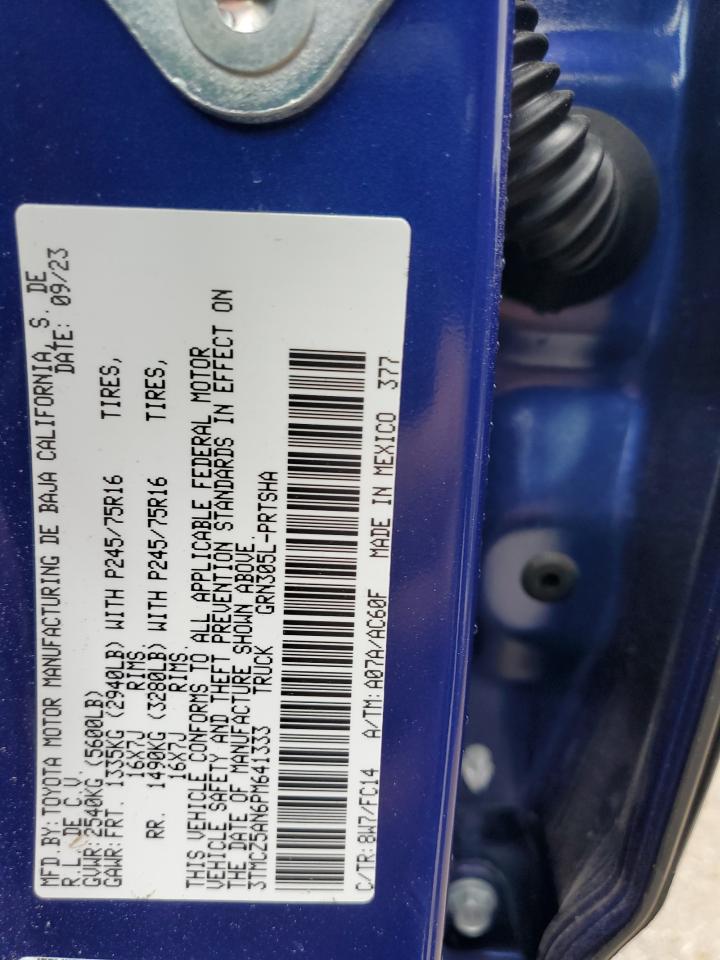 MFD.BY:TOYOTA MOTOR MANUFACTURING DE BAJA CALIFORNIA, S. DE
R.L. DE C.V. DATE: 09/23
GVWR:2540KG (5600LB)
GAWR:FRT. 1335KG (2940LB) WITH P245/75R16 TIRES,
16X7J RIMS.
RR. 1490KG (3280LB) WITH P245/75R16 TIRES,
16X7J RIMS.
THIS VEHICLE CONFORMS TO ALL APPLICABLE FEDERAL MOTOR
VEHICLE SAFETY AND THEFT PREVENTION STANDARDS IN EFFECT ON
THE DATE OF MANUFACTURE SHOWN ABOVE.
3TMCZ5AN6PM641333 TRUCK GRN305L-PRTSHA
C/TR:8W7/FC14 A/TM:A07A/AC60F MADE IN MEXICO 377